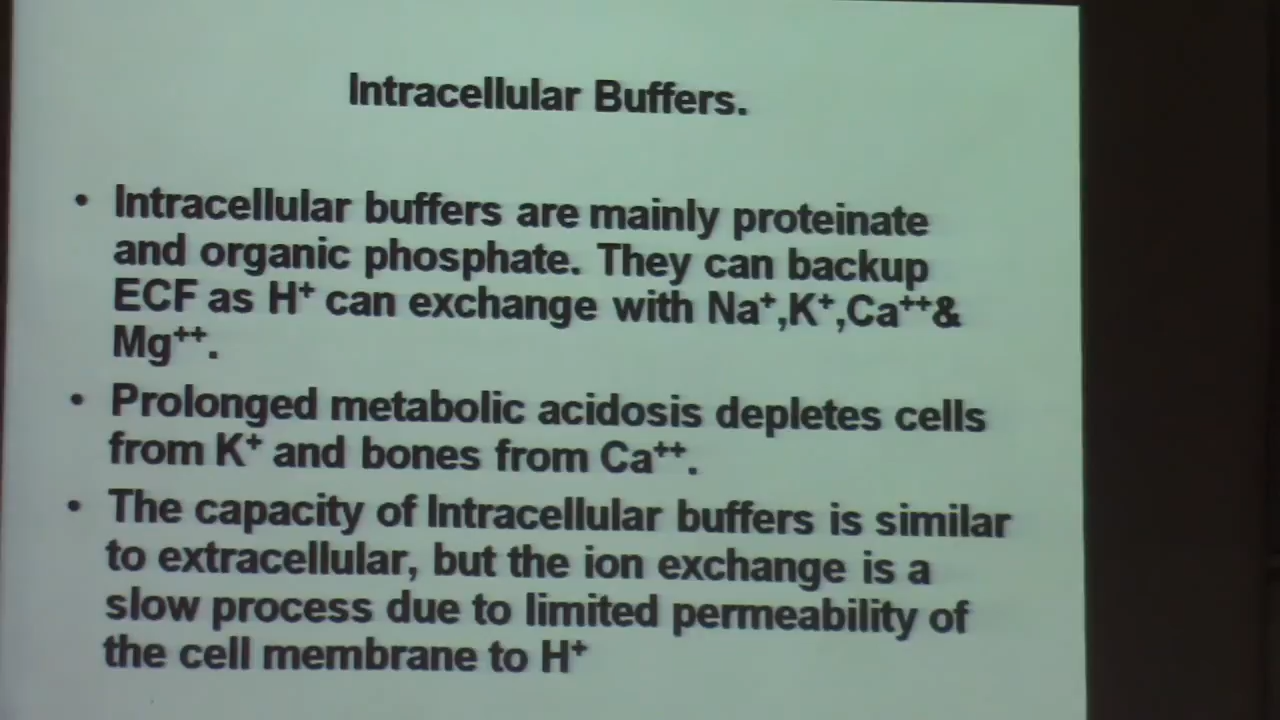 Intracellular Buffers.
• Intracellular buffers are mainly proteinate
and organic phosphate. They can backup
ECF as H⁺ can exchange with Na⁺,K⁺,Ca⁺⁺&
Mg⁺⁺.
• Prolonged metabolic acidosis depletes cells
from K⁺ and bones from Ca⁺⁺.
• The capacity of Intracellular buffers is similar
to extracellular, but the ion exchange is a
slow process due to limited permeability of
the cell membrane to H⁺